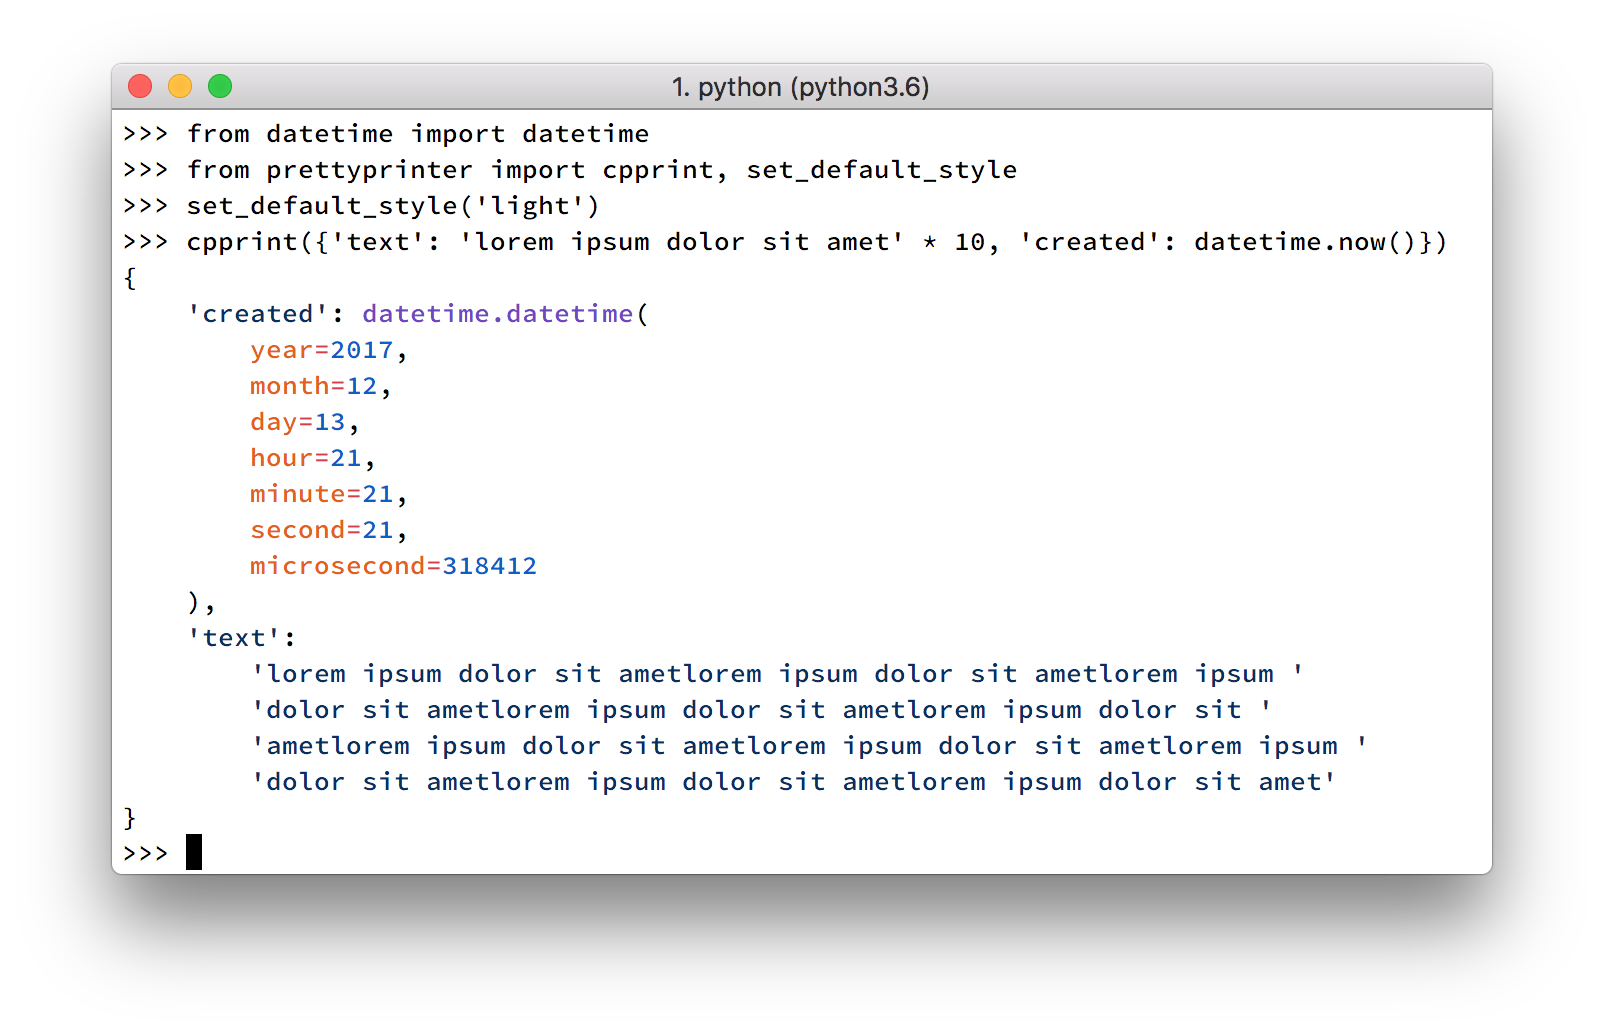 1. python (python3.6)
>>> from datetime import datetime
>>> from prettyprinter import cpprint, set_default_style
>>> set_default_style('light')
>>> cpprint({'text': 'lorem ipsum dolor sit amet' * 10, 'created': datetime.now()})
{
    'created': datetime.datetime(
        year=2017,
        month=12,
        day=13,
        hour=21,
        minute=21,
        second=21,
        microsecond=318412
    ),
    'text':
        'lorem ipsum dolor sit ametlorem ipsum dolor sit ametlorem ipsum '
        'dolor sit ametlorem ipsum dolor sit ametlorem ipsum dolor sit '
        'ametlorem ipsum dolor sit ametlorem ipsum dolor sit ametlorem ipsum '
        'dolor sit ametlorem ipsum dolor sit ametlorem ipsum dolor sit amet'
}
>>>